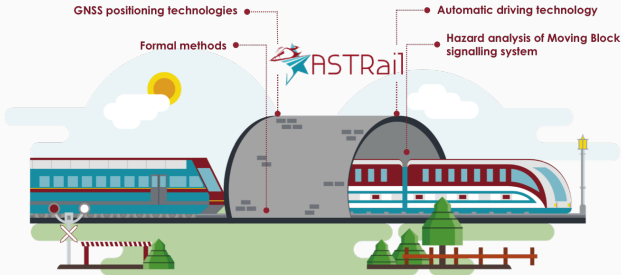 GNSS positioning technologies
Automatic driving technology
Formal methods
ASTRail
Hazard analysis of Moving Block
signalling system